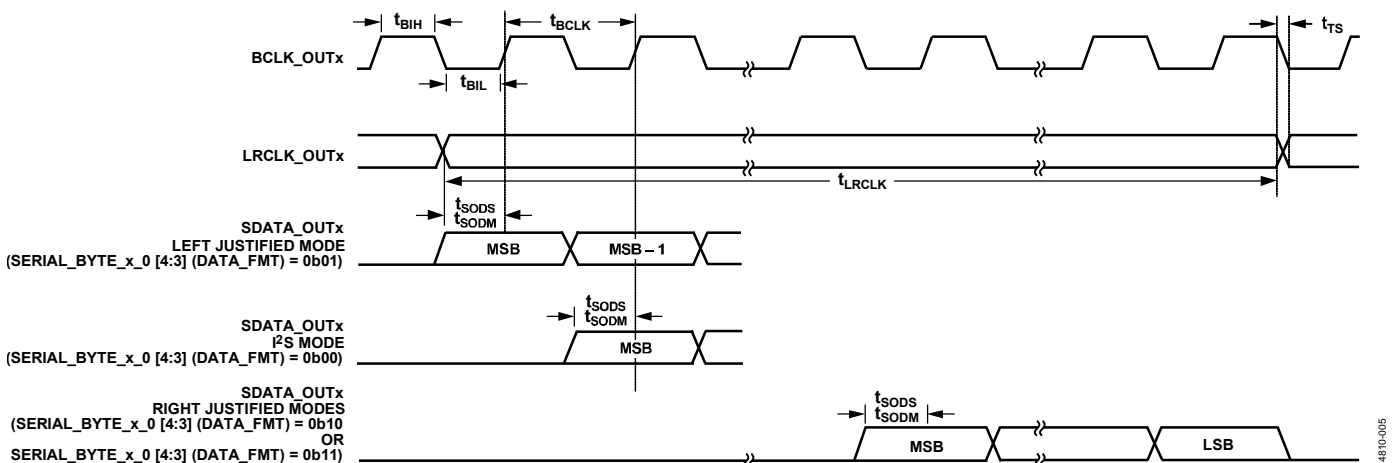 tBIH
tBCLK
tTS
BCLK_OUTx
tBIL
LRCLK_OUTx
tLRCLK
tSODS
tSODM
SDATA_OUTx
LEFT JUSTIFIED MODE
(SERIAL_BYTE_x_0 [4:3] (DATA_FMT) = 0b01)
MSB
MSB – 1
tSODS
tSODM
SDATA_OUTx
I2S MODE
(SERIAL_BYTE_x_0 [4:3] (DATA_FMT) = 0b00)
MSB
SDATA_OUTx
RIGHT JUSTIFIED MODES
(SERIAL_BYTE_x_0 [4:3] (DATA_FMT) = 0b10
OR
SERIAL_BYTE_x_0 [4:3] (DATA_FMT) = 0b11)
tSODS
tSODM
MSB
LSB
4810-005